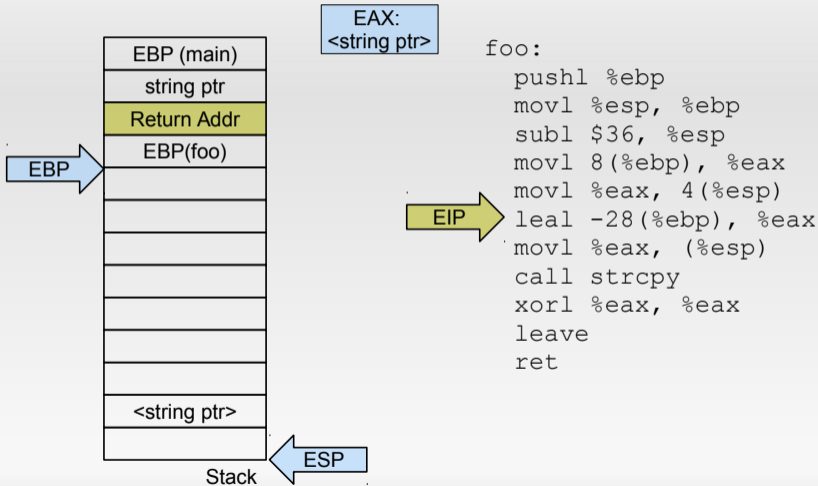 EAX:
<string ptr>
EBP (main)
string ptr
Return Addr
EBP(foo)
EBP
<string ptr>
ESP
Stack
EIP
foo:
pushl %ebp
movl %esp, %ebp
subl $36, %esp
movl 8(%ebp), %eax
movl %eax, 4(%esp)
leal -28(%ebp), %eax
movl %eax, (%esp)
call strcpy
xorl %eax, %eax
leave
ret